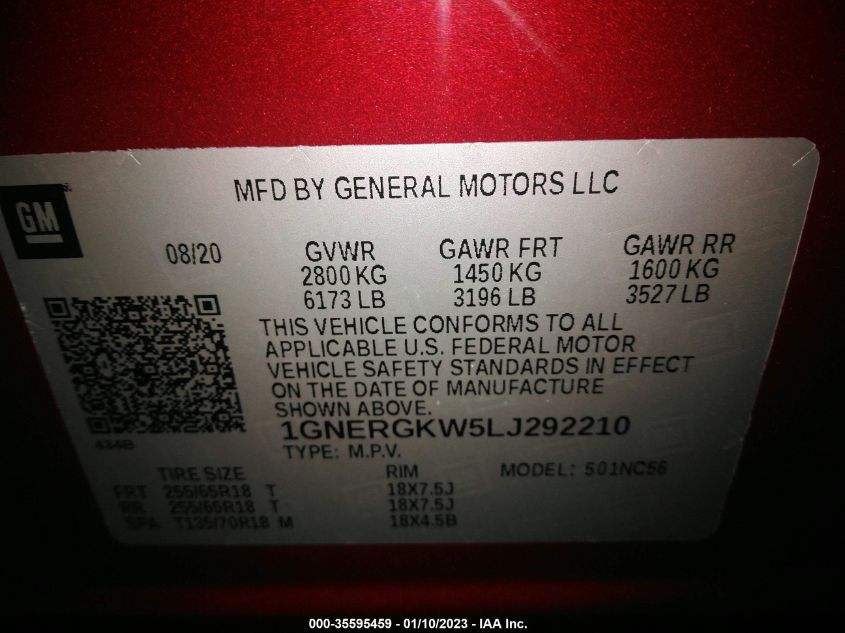 MFD BY GENERAL MOTORS LLC
GM
08/20 GVWR GAWR FRT GAWR RR
2800 KG 1450 KG 1600 KG
6173 LB 3196 LB 3527 LB
THIS VEHICLE CONFORMS TO ALL
APPLICABLE U.S. FEDERAL MOTOR
VEHICLE SAFETY STANDARDS IN EFFECT
ON THE DATE OF MANUFACTURE
SHOWN ABOVE.
1GNERGKW5LJ292210
434B
TYPE: M.P.V.
TIRE SIZE RIM MODEL: 501NC56
FRT 255/65R18 T 18X7.5J
RR 255/65R18 T 18X7.5J
SPA T135/70R18 M 18X4.5B
000-35595459 - 01/10/2023 - IAA Inc.